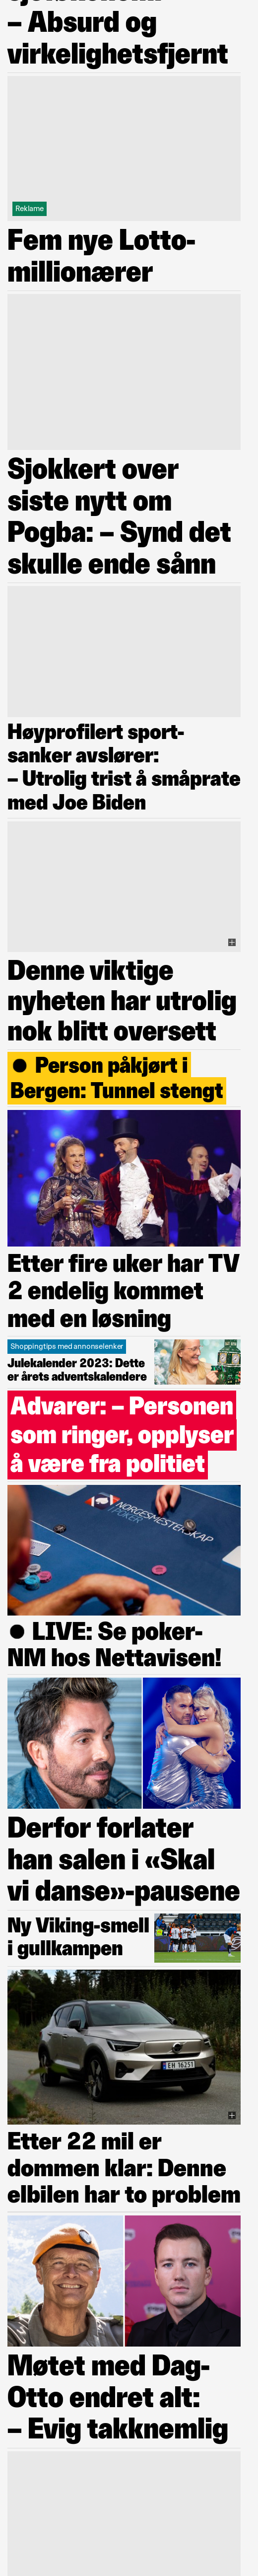 – Absurd og
virkelighetsfjernt
Reklame
Fem nye Lotto-
millionærer
Sjokkert over
siste nytt om
Pogba: – Synd det
skulle ende sånn
Høyprofilert sport-
sanker avslører:
– Utrolig trist å småprate
med Joe Biden
Denne viktige
nyheten har utrolig
nok blitt oversett
● Person påkjørt i
Bergen: Tunnel stengt
Etter fire uker har TV
2 endelig kommet
med en løsning
Shoppingtips med annonselenker
Julekalender 2023: Dette
er årets adventskalendere
Advarer: – Personen
som ringer, opplyser
å være fra politiet
NORGESMESTERSKAP
POKER
● LIVE: Se poker-
NM hos Nettavisen!
Derfor forlater
han salen i «Skal
vi danse»-pausene
Ny Viking-smell
i gullkampen
EH 16251
Etter 22 mil er
dommen klar: Denne
elbilen har to problem
Møtet med Dag-
Otto endret alt:
– Evig takknemlig